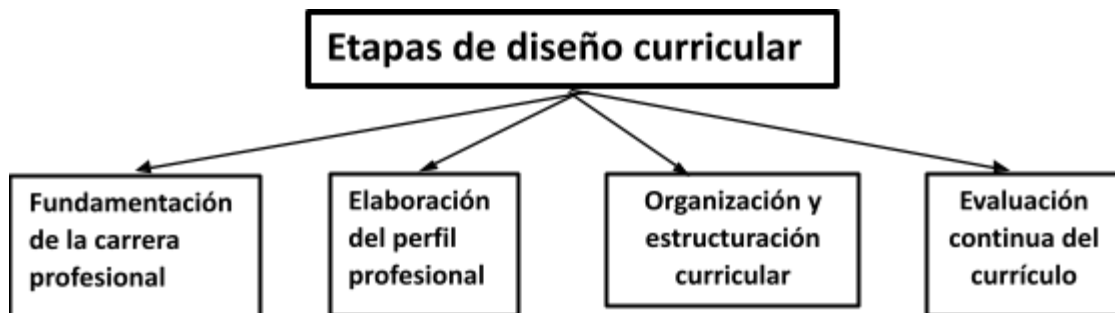 Etapas de diseño curricular
Fundamentación
de la carrera
profesional
Elaboración
del perfil
profesional
Organización y
estructuración
curricular
Evaluación
continua del
currículo